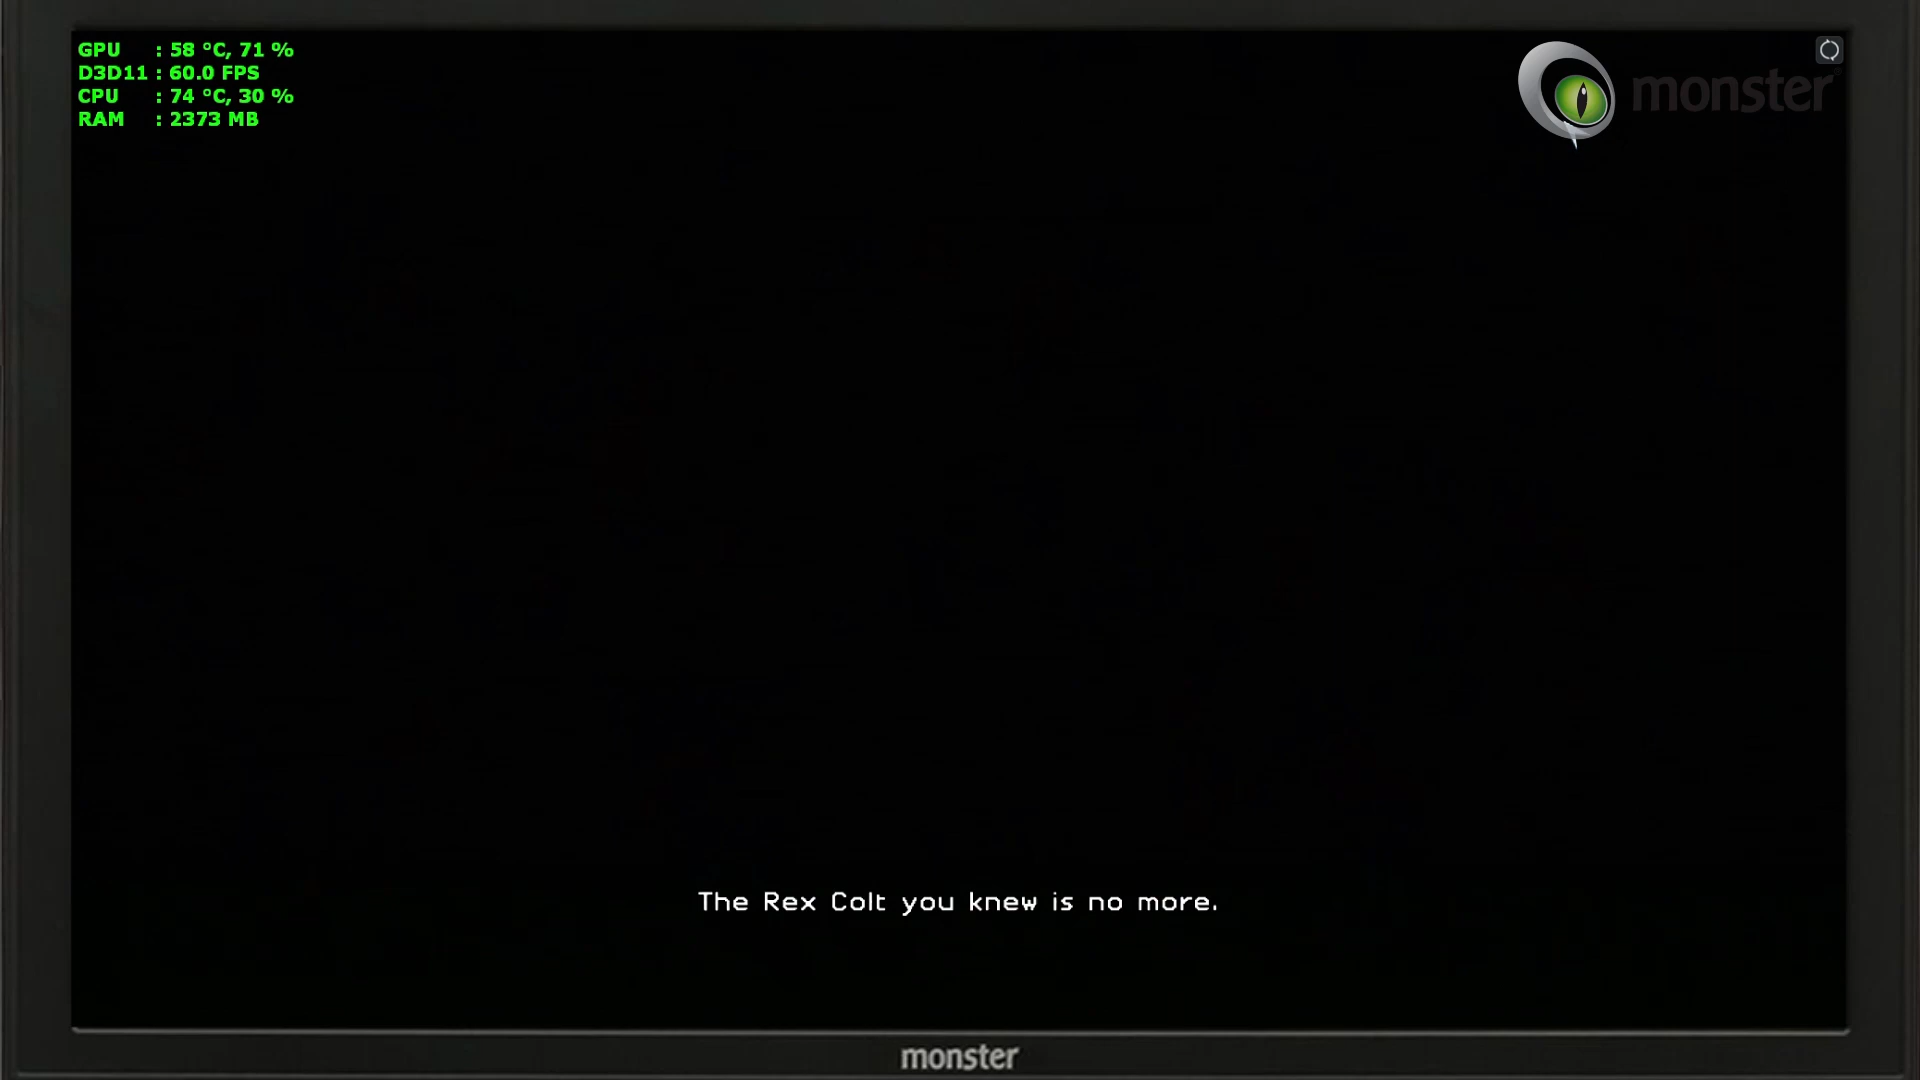 GPU : 58 °C, 71 %
D3D11 : 60.0 FPS
CPU : 74 °C, 30 %
RAM : 2373 MB
monster
The Rex Colt you knew is no more.
monster